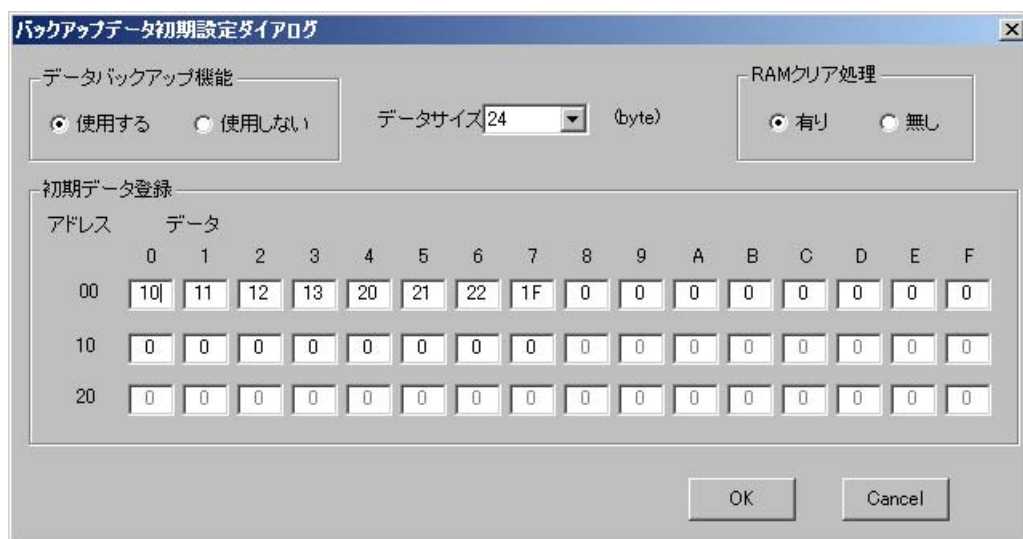 バックアップデータ初期設定ダイアログ
データバックアップ機能
使用する 使用しない
データサイズ 24 (byte)
RAMクリア処理
有り 無し
初期データ登録
アドレス データ
0 1 2 3 4 5 6 7 8 9 A B C D E F
00 10 11 12 13 20 21 22 1F 0 0 0 0 0 0 0 0
10 0 0 0 0 0 0 0 0 0 0 0 0 0 0 0 0
20 0 0 0 0 0 0 0 0 0 0 0 0 0 0 0 0
OK Cancel